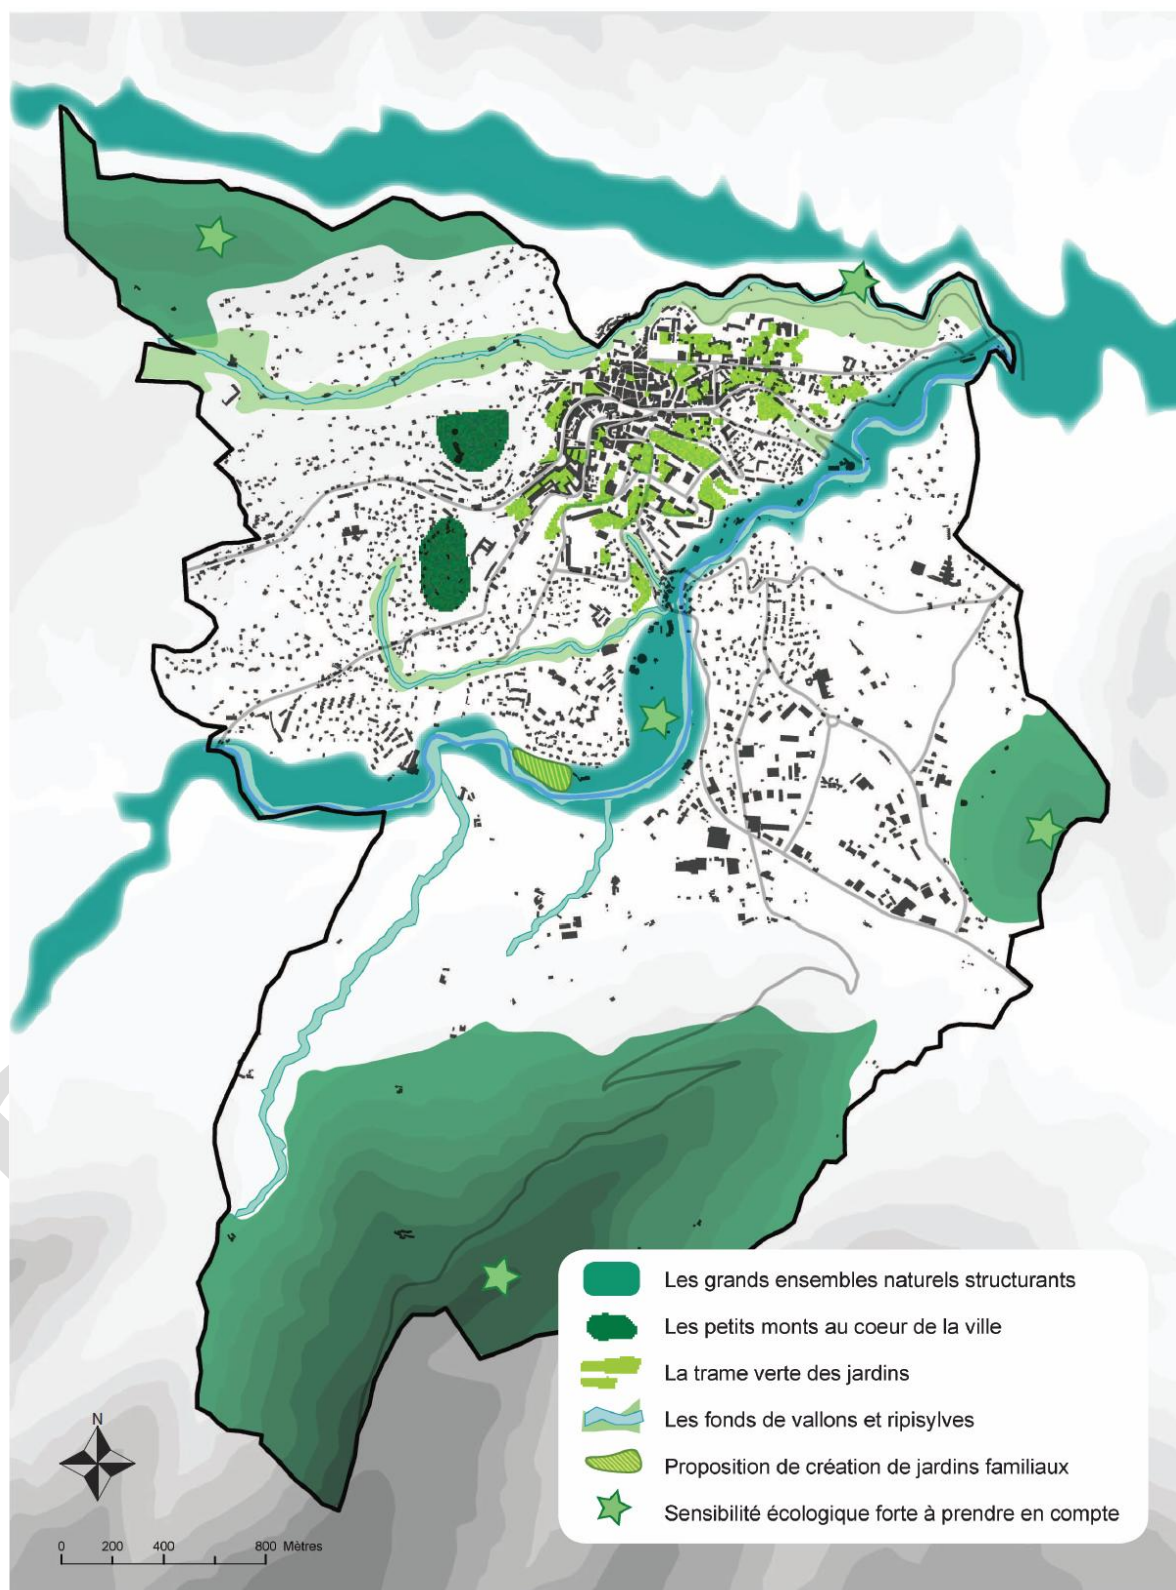 Les grands ensembles naturels structurants
Les petits monts au coeur de la ville
La trame verte des jardins
Les fonds de vallons et ripisylves
Proposition de création de jardins familiaux
Sensibilité écologique forte à prendre en compte
N
0 200 400 800 Mètres